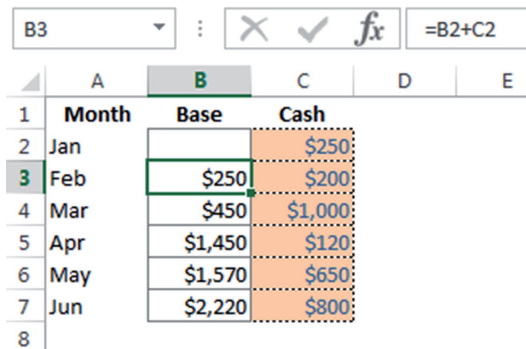 B3 fx =B2+C2
A B C D E
1 Month Base Cash
2 Jan $250
3 Feb $250 $200
4 Mar $450 $1,000
5 Apr $1,450 $120
6 May $1,570 $650
7 Jun $2,220 $800
8